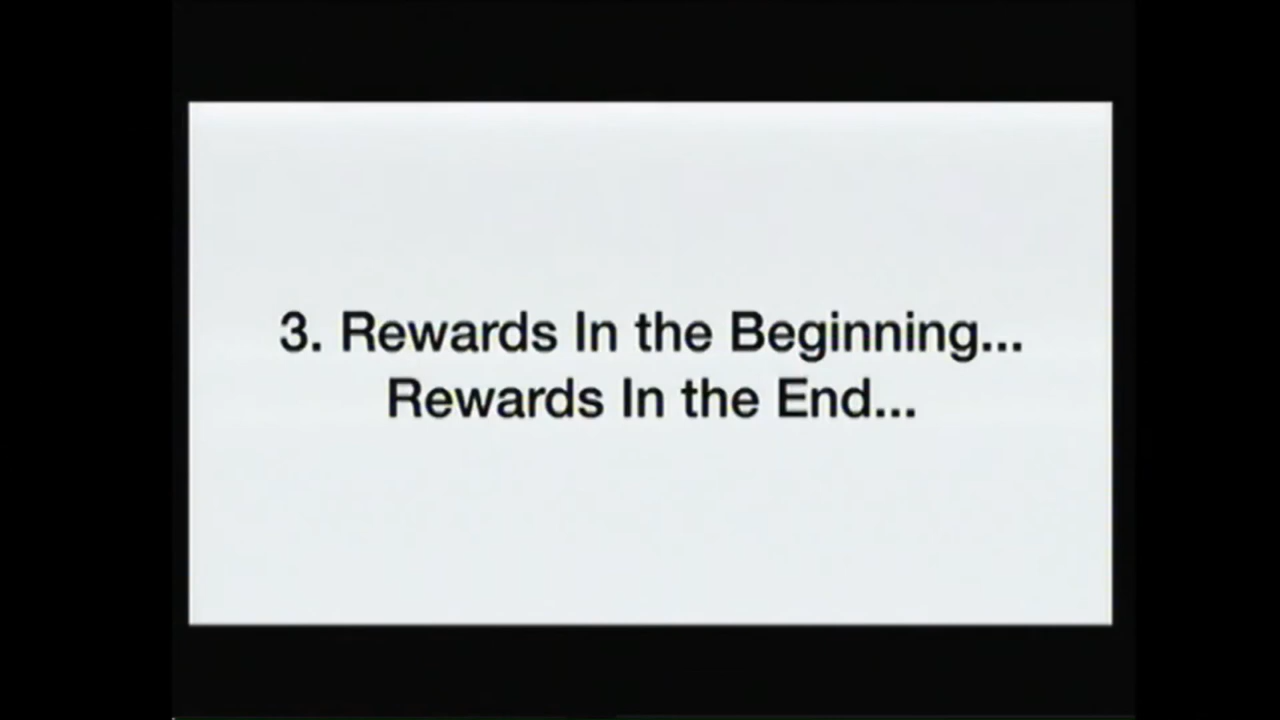 3. Rewards In the Beginning...
Rewards In the End...